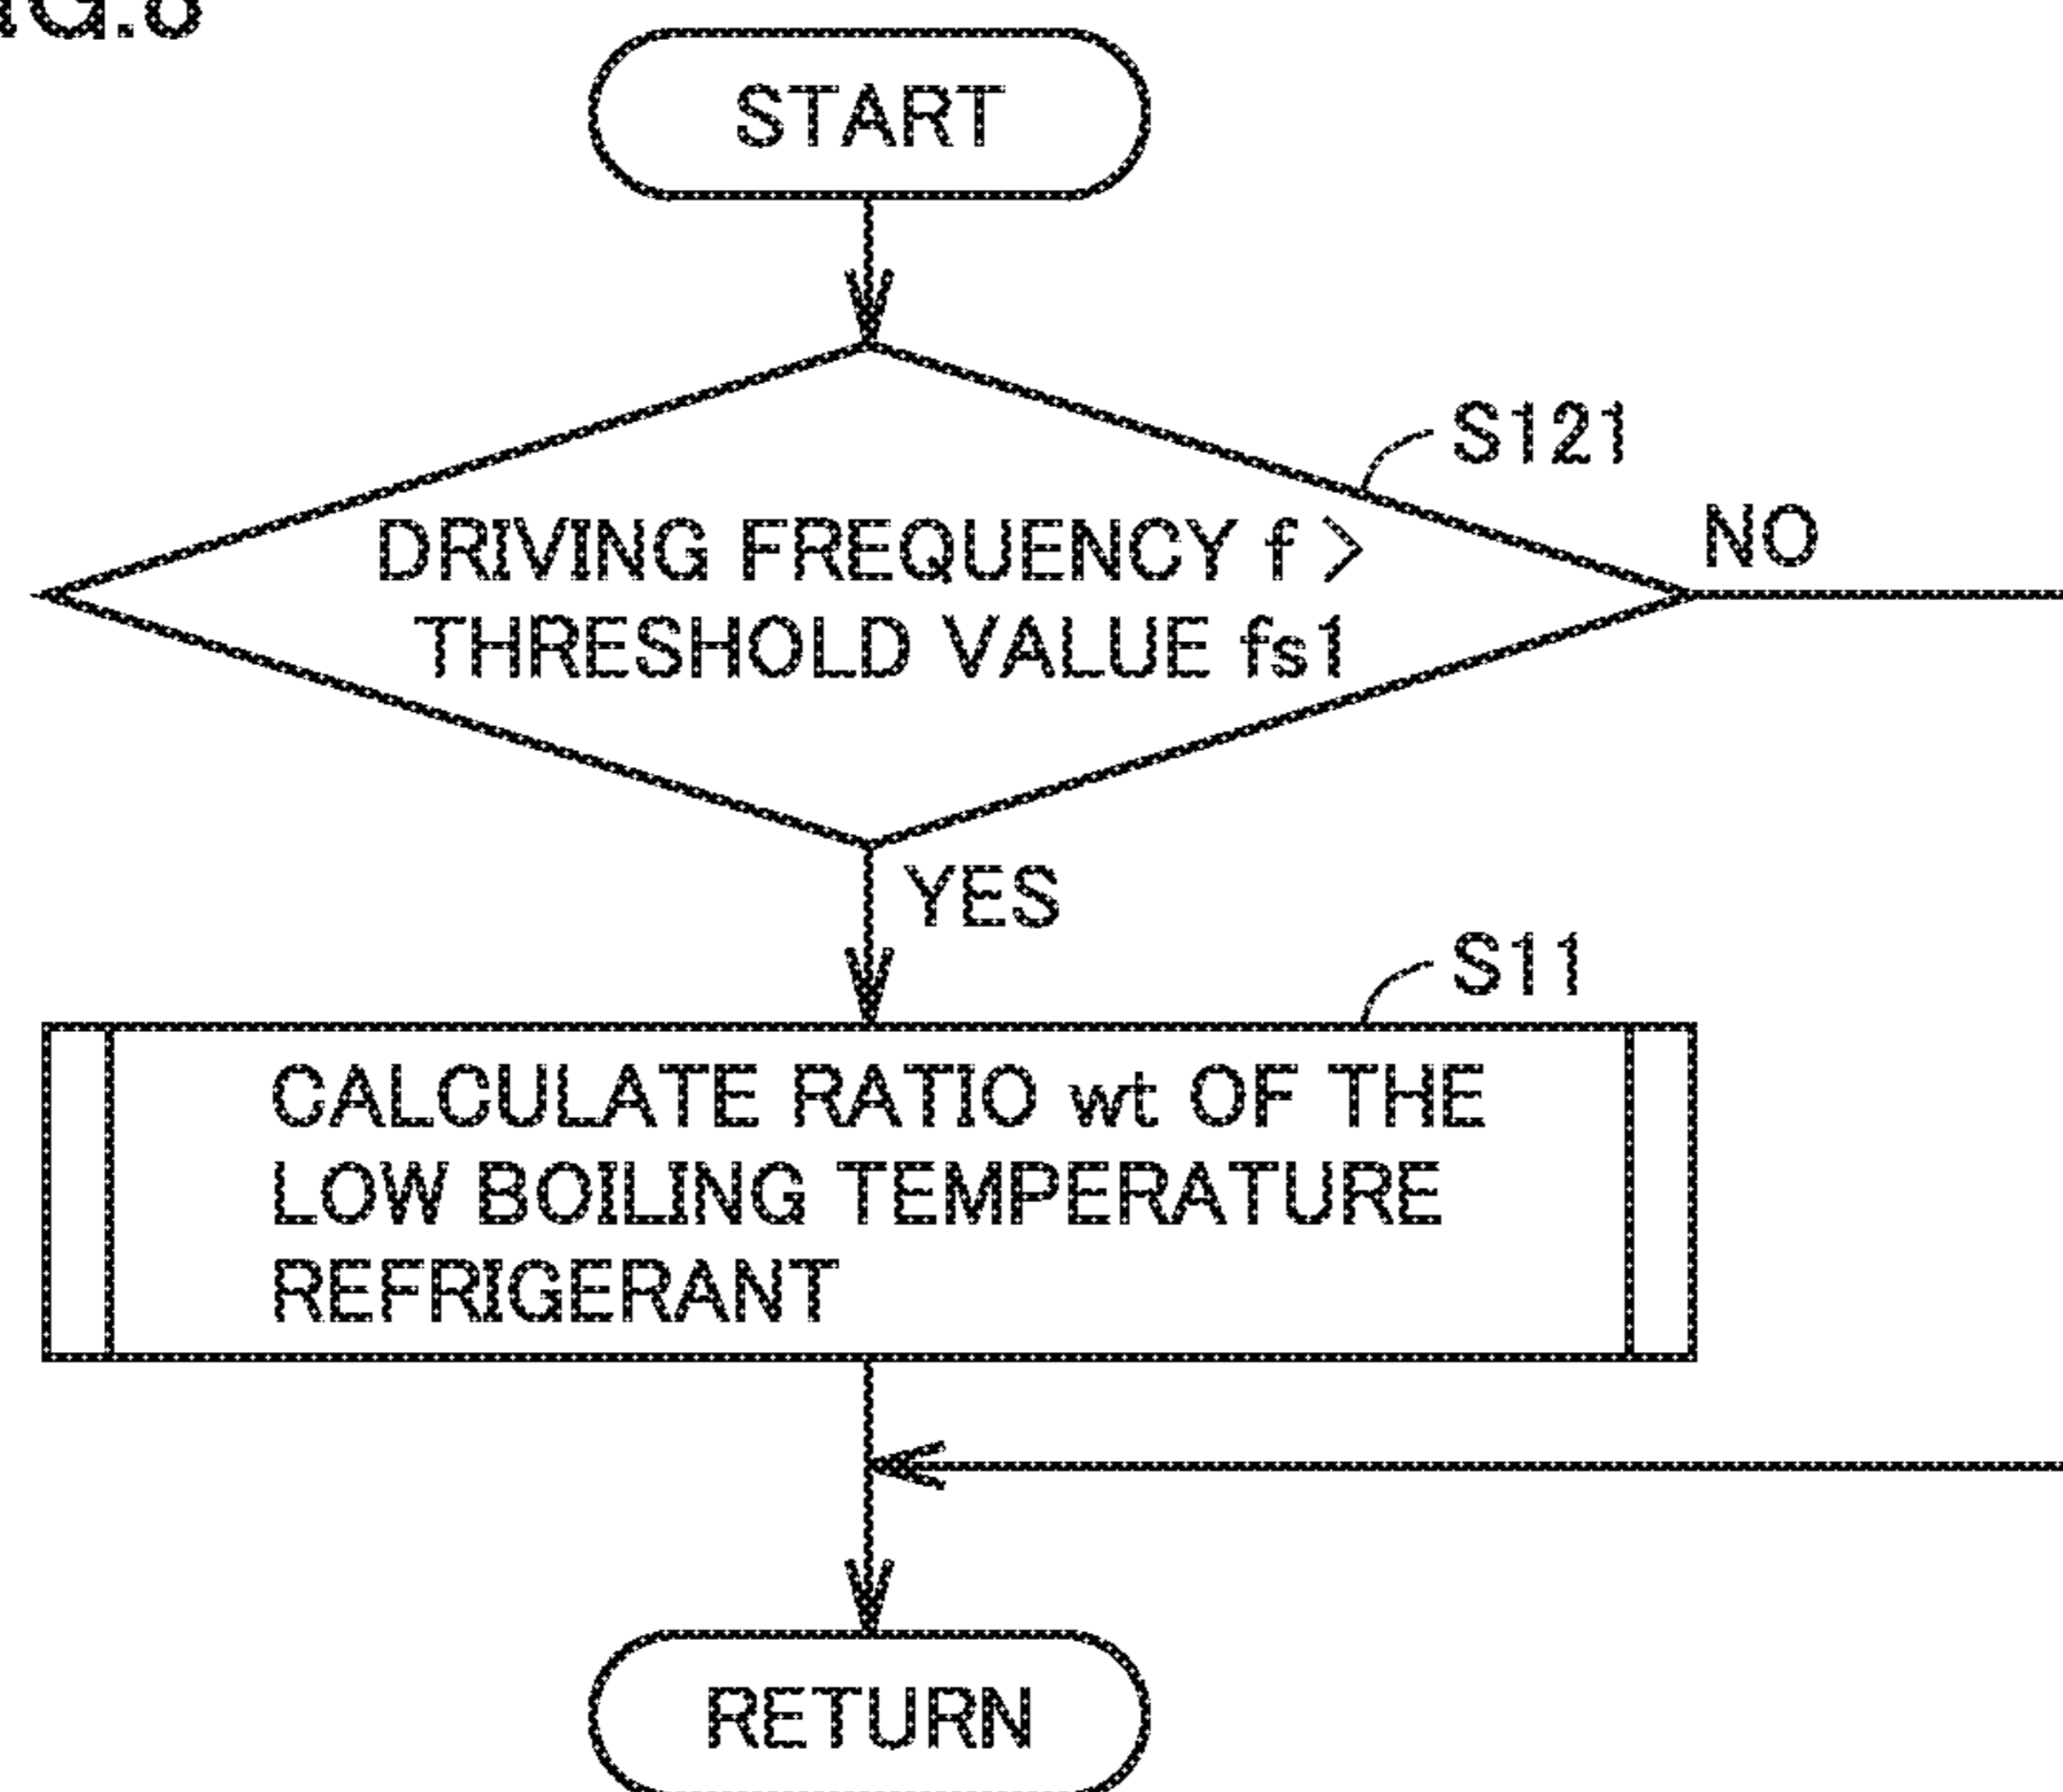 START
S121
DRIVING FREQUENCY f >
THRESHOLD VALUE fs1
NO
YES
S11
CALCULATE RATIO wt OF THE
LOW BOILING TEMPERATURE
REFRIGERANT
RETURN